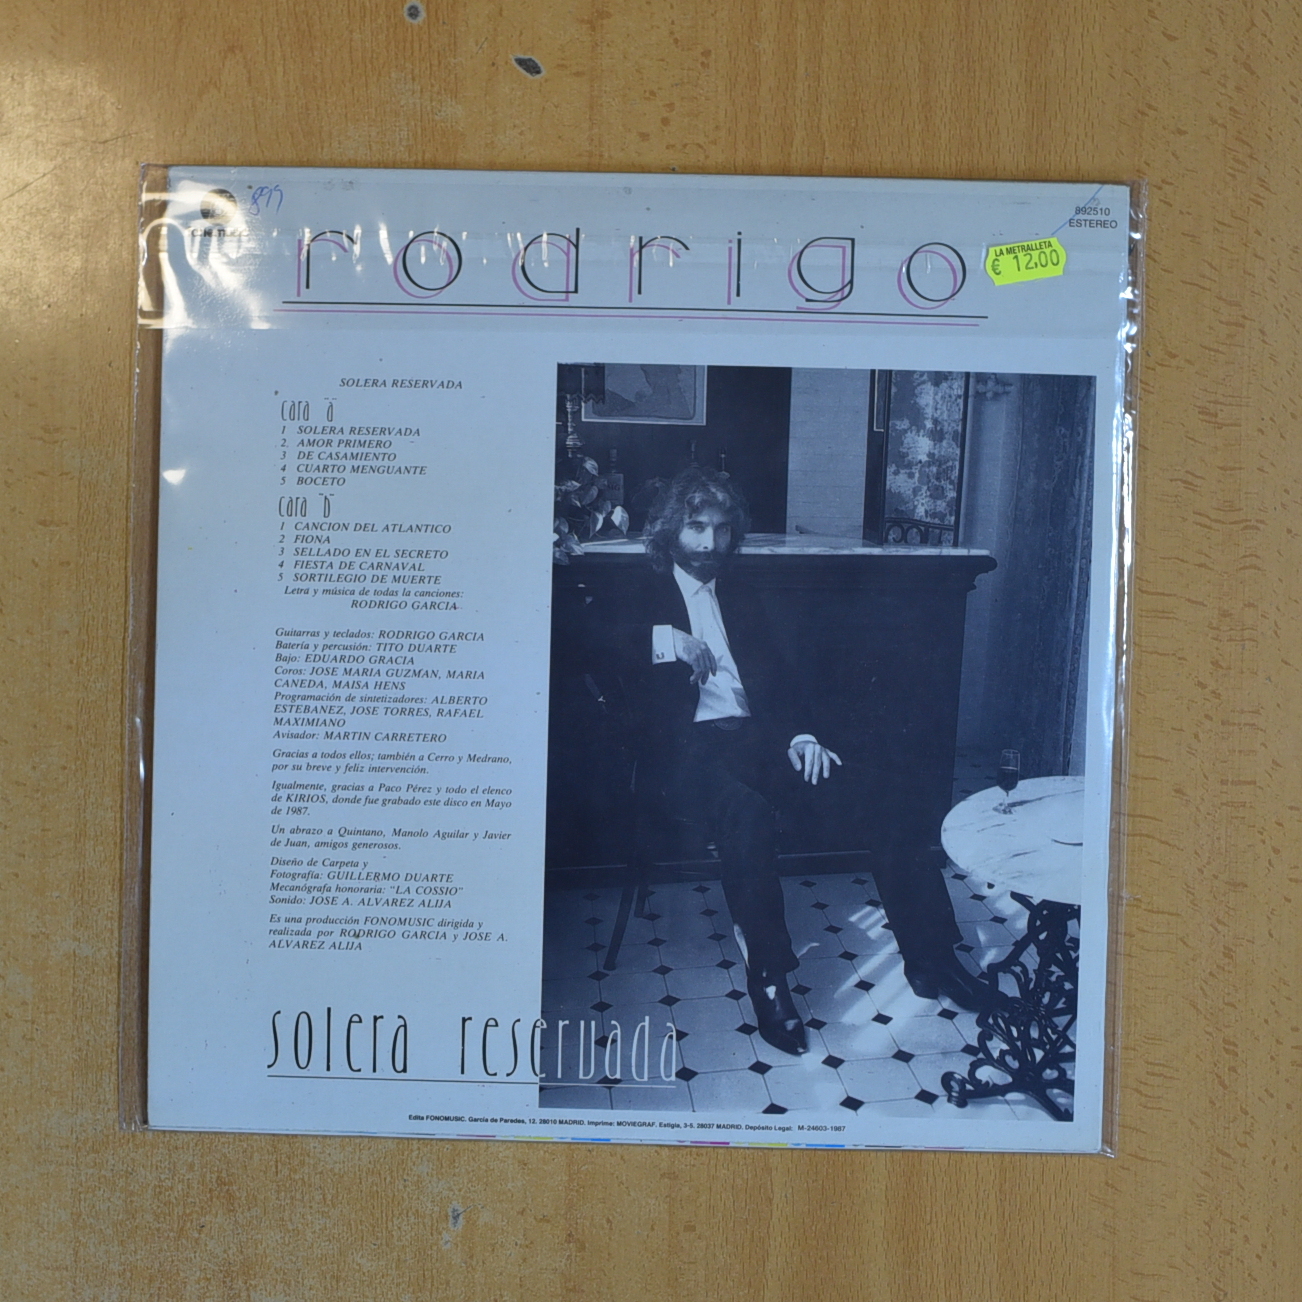 899
892510
ESTEREO
rodrigo
LA METRALLETA
€ 12,00
SOLERA RESERVADA
cara "a"
1 SOLERA RESERVADA
2 AMOR PRIMERO
3 DE CASAMIENTO
4 CUARTO MENGUANTE
5 BOCETO
cara "b"
1 CANCION DEL ATLANTICO
2 FIONA
3 SELLADO EN EL SECRETO
4 FIESTA DE CARNAVAL
5 SORTILEGIO DE MUERTE
Letra y música de todas la canciones:
RODRIGO GARCIA
Guitarras y teclados: RODRIGO GARCIA
Batería y percusión: TITO DUARTE
Bajo: EDUARDO GRACIA
Coros: JOSE MARIA GUZMAN, MARIA
CANEDA, MAISA HENS
Programación de sintetizadores: ALBERTO
ESTEBANEZ, JOSE TORRES, RAFAEL
MAXIMIANO
Avisador: MARTIN CARRETERO
Gracias a todos ellos; también a Cerro y Medrano,
por su breve y feliz intervención.
Igualmente, gracias a Paco Pérez y todo el elenco
de KIRIOS, donde fue grabado este disco en Mayo
de 1987.
Un abrazo a Quintano, Manolo Aguilar y Javier
de Juan, amigos generosos.
Diseño de Carpeta y
Fotografía: GUILLERMO DUARTE
Mecanógrafa honoraria: "LA COSSIO"
Sonido: JOSE A. ALVAREZ ALIJA
Es una producción FONOMUSIC dirigida y
realizada por RODRIGO GARCIA y JOSE A.
ALVAREZ ALIJA
solera reservada
Edita FONOMUSIC. García de Paredes, 12. 28010 MADRID. Imprime: MOVIEGRAF. Estigia, 3-5. 28037 MADRID. Depósito Legal: M-24603-1987